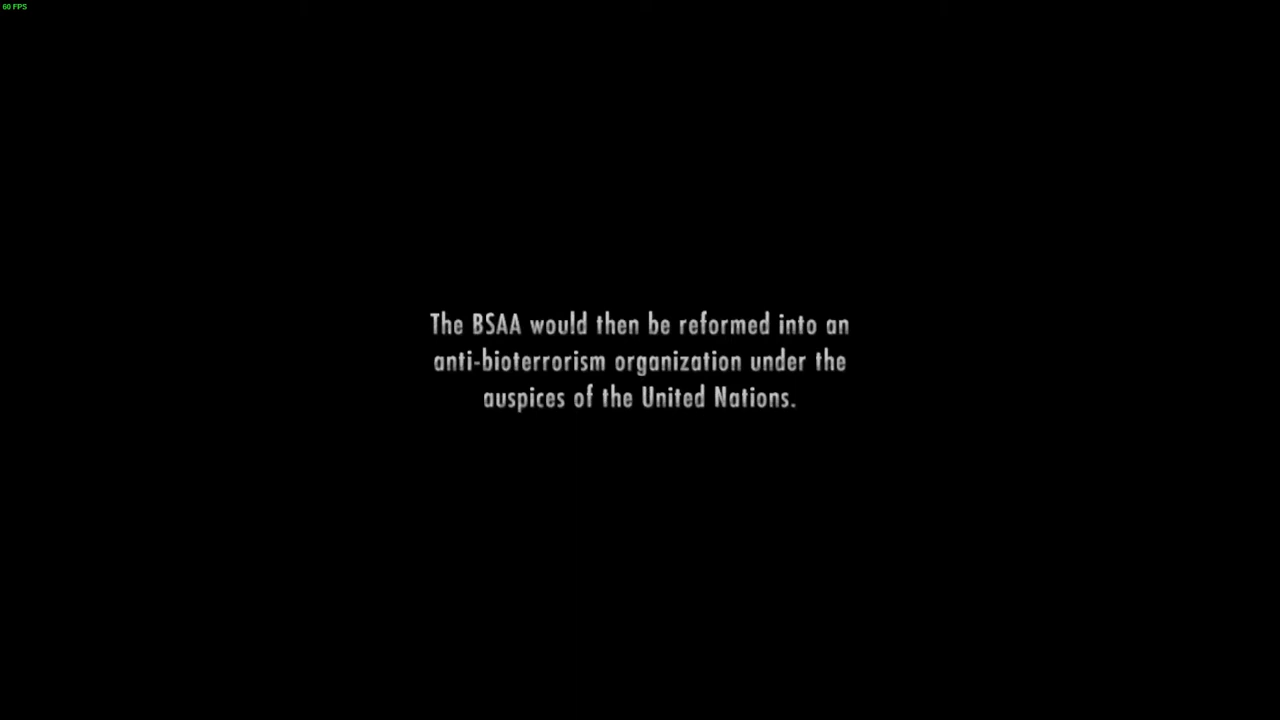 60 FPS
The BSAA would then be reformed into an
anti-bioterrorism organization under the
auspices of the United Nations.